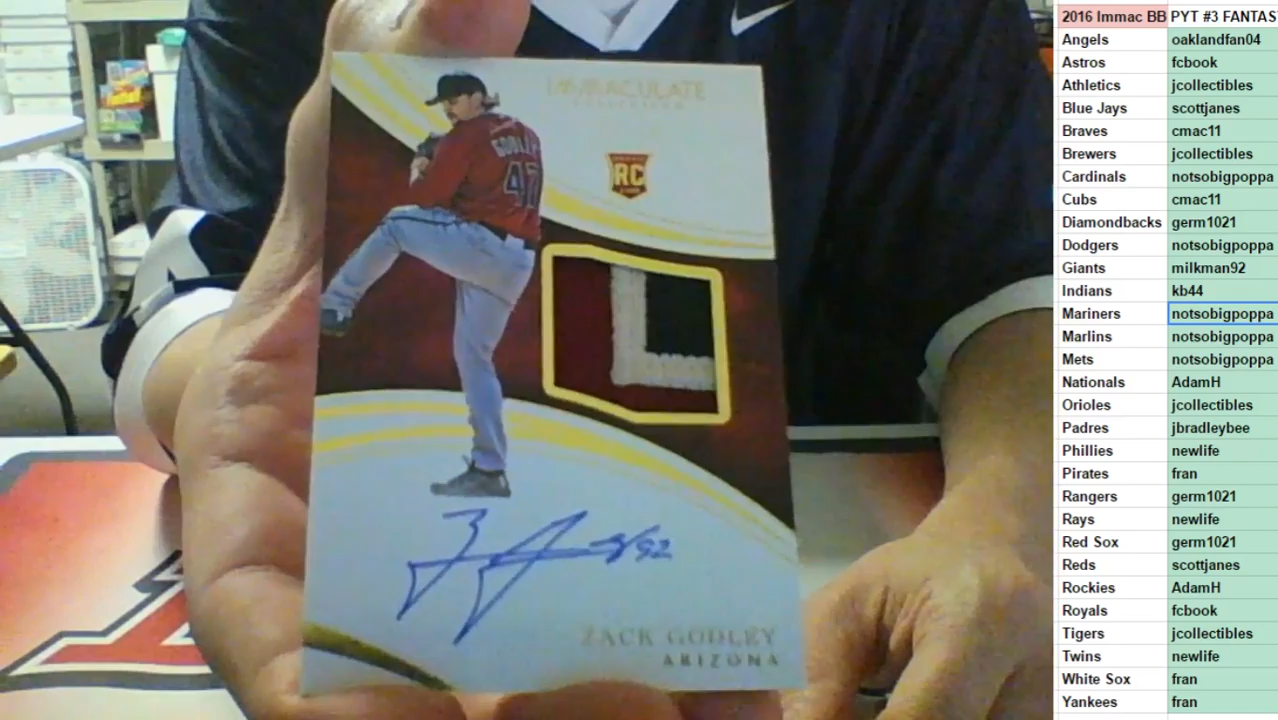 IMMACULATE
COLLECTION
RC
47
ZACK GODLEY
ARIZONA
2016 Immac BB PYT #3 FANTAS
Angels oaklandfan04
Astros fcbook
Athletics jcollectibles
Blue Jays scottjanes
Braves cmac11
Brewers jcollectibles
Cardinals notsobigpoppa
Cubs cmac11
Diamondbacks germ1021
Dodgers notsobigpoppa
Giants milkman92
Indians kb44
Mariners notsobigpoppa
Marlins notsobigpoppa
Mets notsobigpoppa
Nationals AdamH
Orioles jcollectibles
Padres jbradleybee
Phillies newlife
Pirates fran
Rangers germ1021
Rays newlife
Red Sox germ1021
Reds scottjanes
Rockies AdamH
Royals fcbook
Tigers jcollectibles
Twins newlife
White Sox fran
Yankees fran